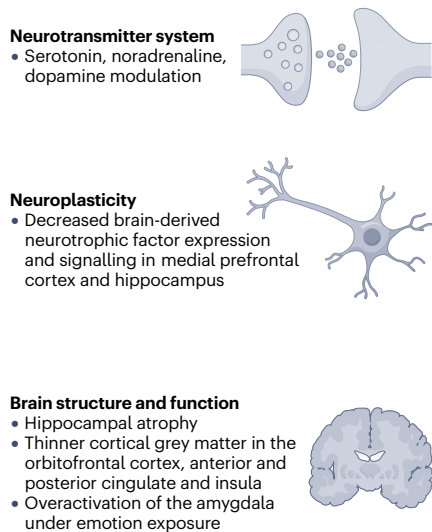 Neurotransmitter system
• Serotonin, noradrenaline,
dopamine modulation
Neuroplasticity
• Decreased brain-derived
neurotrophic factor expression
and signalling in medial prefrontal
cortex and hippocampus
Brain structure and function
• Hippocampal atrophy
• Thinner cortical grey matter in the
orbitofrontal cortex, anterior and
posterior cingulate and insula
• Overactivation of the amygdala
under emotion exposure